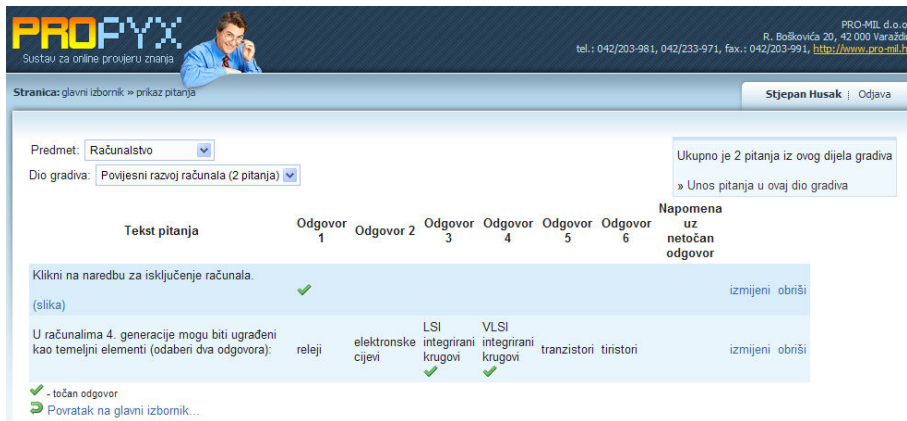 PROPYX
Sustav za online provjeru znanja
PRO-MIL d.o.o
R. Boškovića 20, 42 000 Varaždi
tel.: 042/203-981, 042/233-971, fax.: 042/203-991, http://www.pro-mil.h
Stranica: glavni izbornik » prikaz pitanja
Stjepan Husak | Odjava
Predmet: Računalstvo
Dio gradiva: Povijesni razvoj računala (2 pitanja)
Ukupno je 2 pitanja iz ovog dijela gradiva
» Unos pitanja u ovaj dio gradiva
Tekst pitanja
Odgovor 1
Odgovor 2
Odgovor 3
Odgovor 4
Odgovor 5
Odgovor 6
Napomena uz netočan odgovor
Klikni na naredbu za isključenje računala.
(slika)
izmijeni obriši
U računalima 4. generacije mogu biti ugrađeni
kao temeljni elementi (odaberi dva odgovora):
releji
elektronske cijevi
LSI integrirani krugovi
VLSI integrirani krugovi
tranzistori
tiristori
izmijeni obriši
- točan odgovor
Povratak na glavni izbornik...